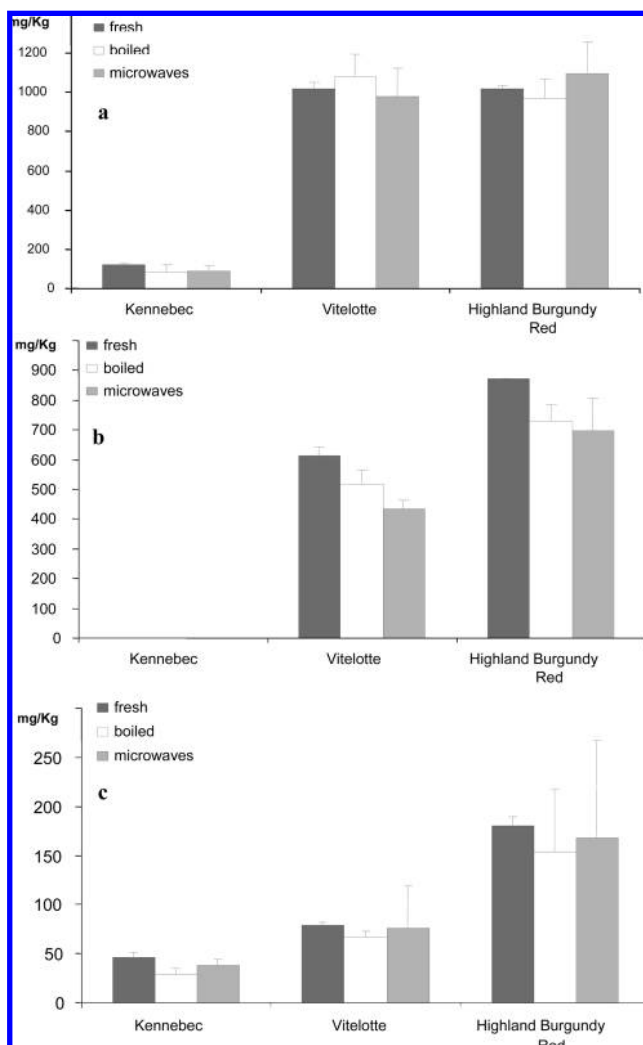 mg/Kg
fresh
1200
boiled
microwaves
1000
a
800
600
400
200
0
Kennebec Vitelotte Highland Burgundy
Red
mg/Kg
fresh
900
boiled
800
microwaves
700
b
600
500
400
300
200
100
0
Kennebec Vitelotte Highland Burgundy
Red
fresh
mg/Kg
boiled
microwaves
250
c
200
150
100
50
0
Kennebec Vitelotte Highland Burgundy
Red